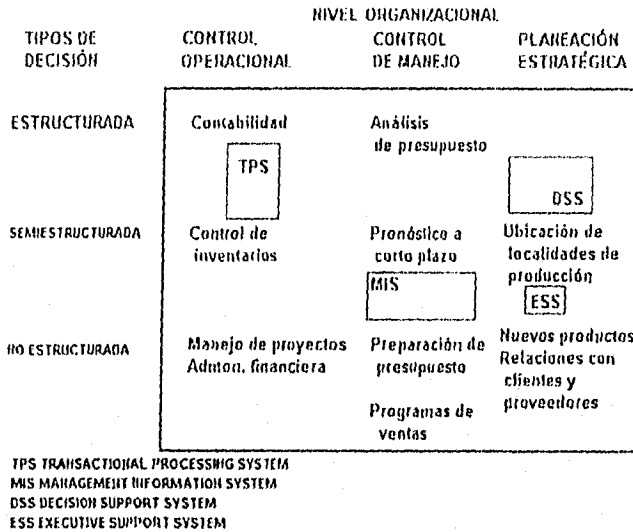 NIVEL ORGANIZACIONAL
TIPOS DE DECISIÓN
CONTROL OPERACIONAL
CONTROL DE MANEJO
PLANEACIÓN ESTRATÉGICA
ESTRUCTURADA
Contabilidad
Análisis
de presupuesto
TPS
DSS
SEMIESTRUCTURADA
Control de
inventarios
Pronóstico a
corto plazo
Ubicación de
localidades de
producción
MIS
ESS
NO ESTRUCTURADA
Manejo de proyectos
Admon. financiera
Preparación de
presupuesto
Programas de
ventas
Nuevos productos
Relaciones con
clientes y
proveedores
TPS TRANSACTIONAL PROCESSING SYSTEM
MIS MANAGEMENT INFORMATION SYSTEM
DSS DECISION SUPPORT SYSTEM
ESS EXECUTIVE SUPPORT SYSTEM